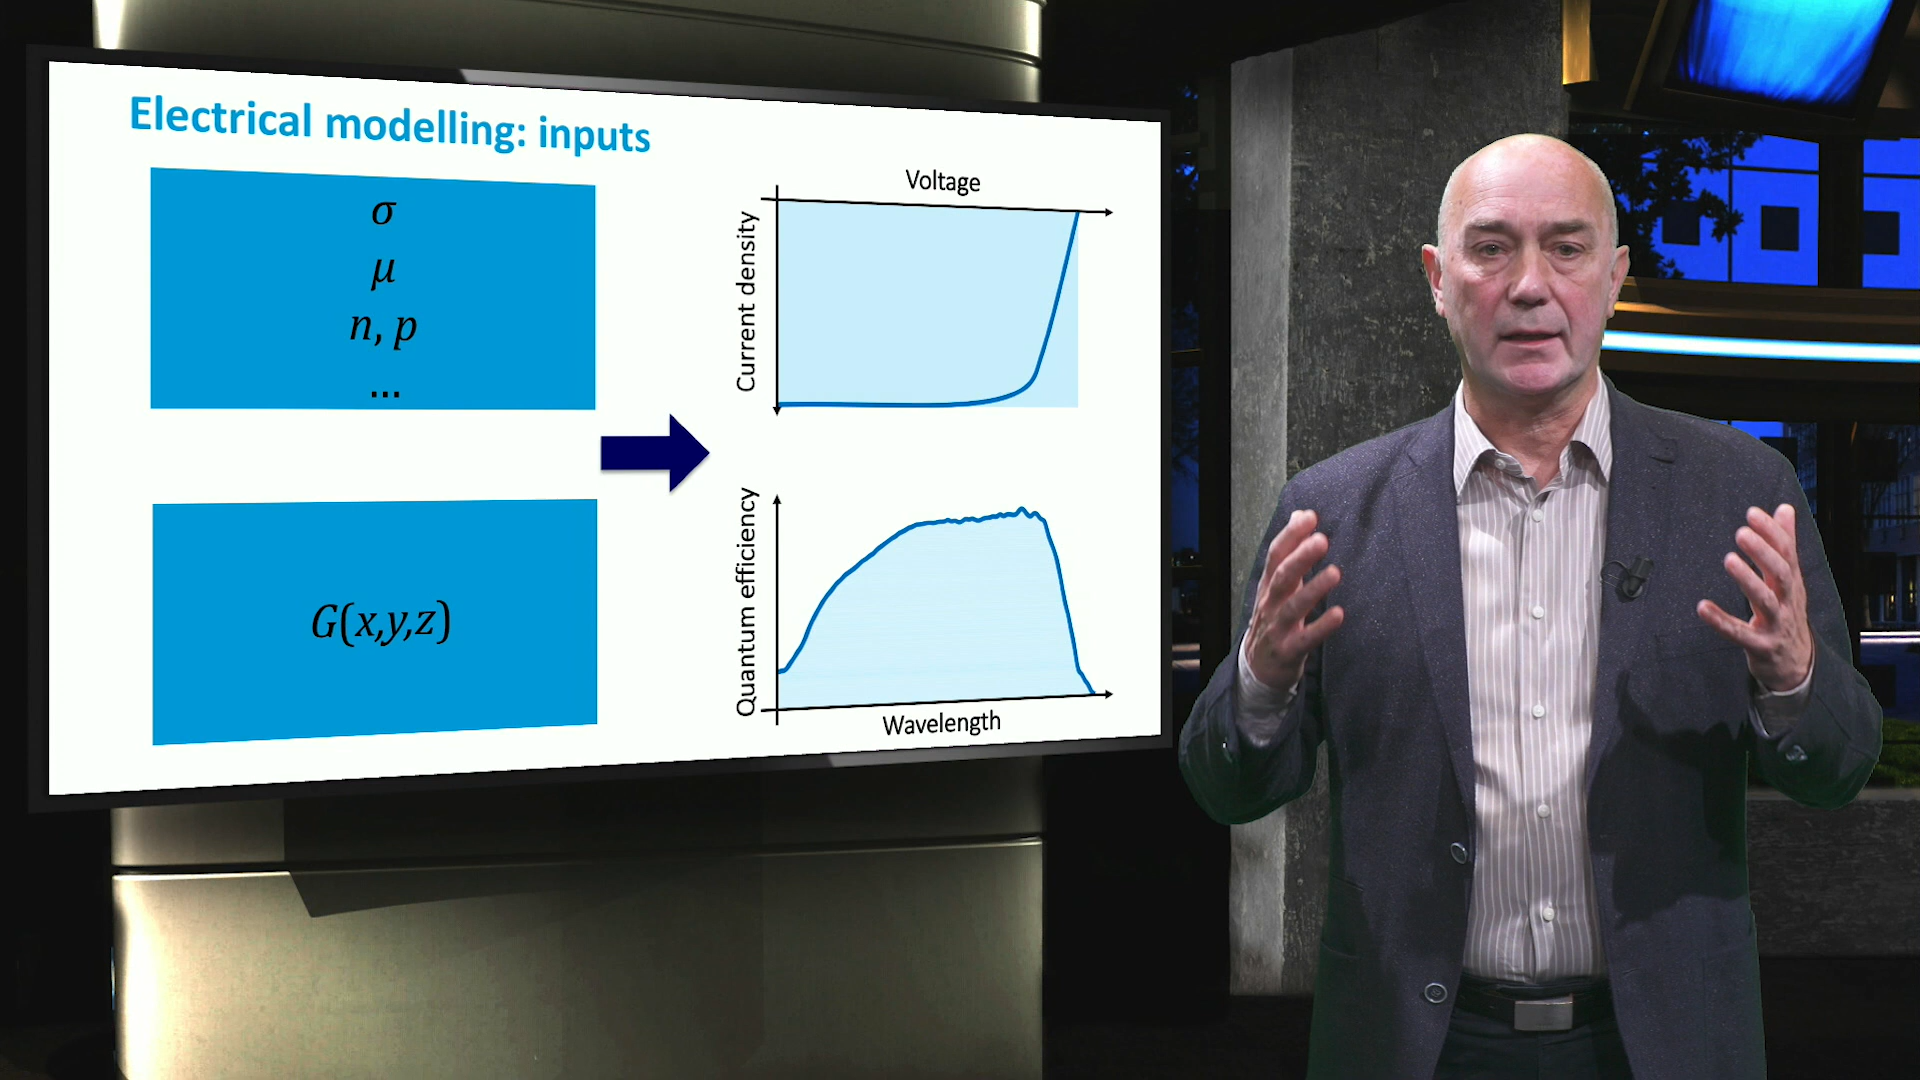 Electrical modelling: inputs
σ
μ
n, p
...
G(x,y,z)
Voltage
Current density
Quantum efficiency
Wavelength